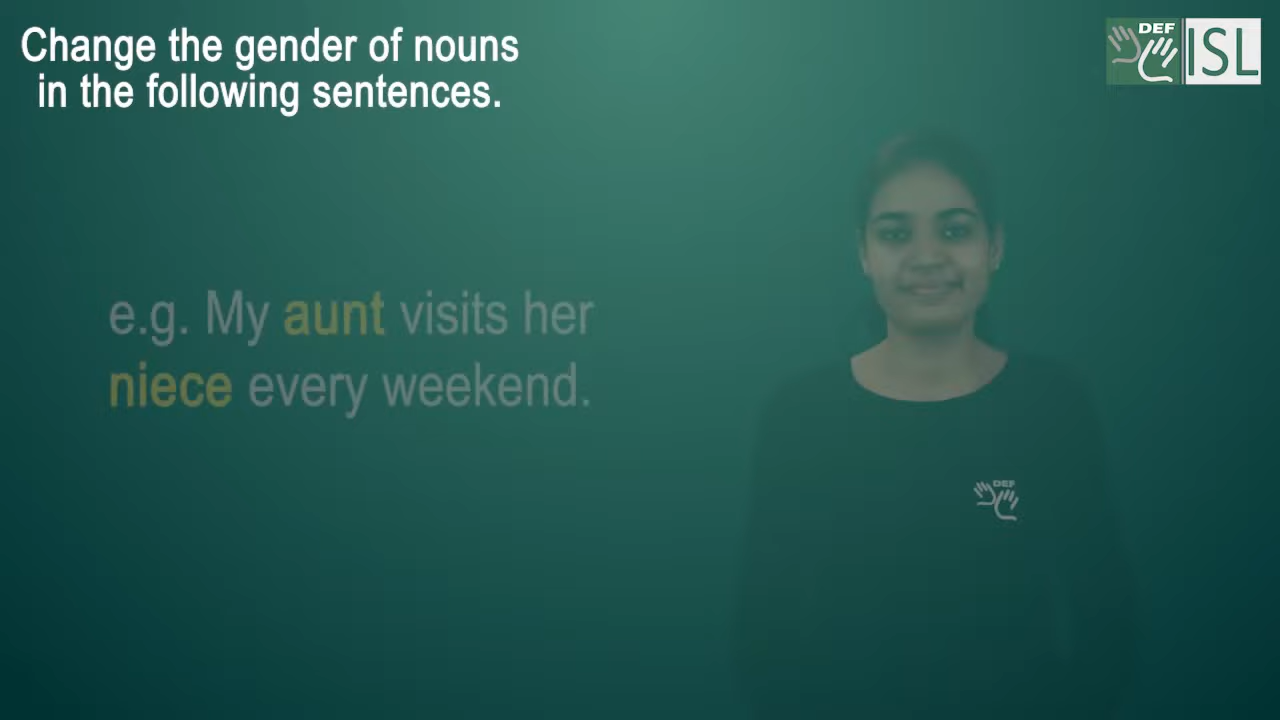 Change the gender of nouns
in the following sentences.
DEF
ISL
e.g. My aunt visits her
niece every weekend.
DEF